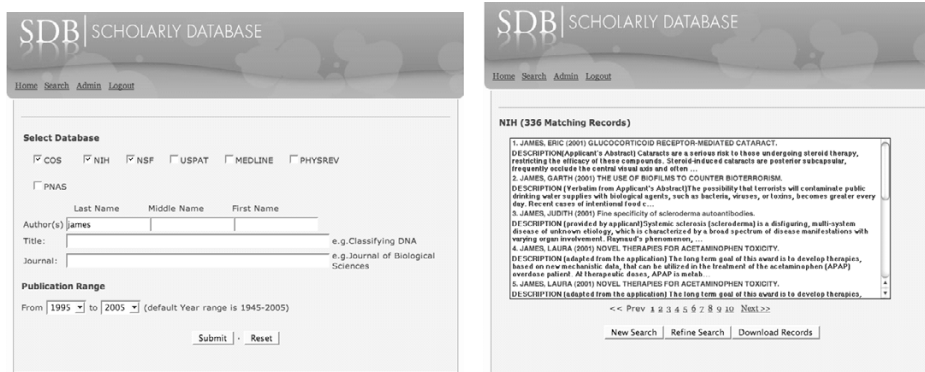 SDB SCHOLARLY DATABASE
Home Search Admin Logout
Select Database
COS NIH NSF USPAT MEDLINE PHYSREV
PNAS
Last Name Middle Name First Name
Author(s) james
Title: e.g.Classifying DNA
Journal: e.g.Journal of Biological
Sciences
Publication Range
From 1995 to 2005 (default Year range is 1945-2005)
Submit · Reset
SDB SCHOLARLY DATABASE
Home Search Admin Logout
NIH (336 Matching Records)
1. JAMES, ERIC (2001) GLUCOCORTICOID RECEPTOR-MEDIATED CATARACT.
DESCRIPTION(Applicant's Abstract) Cataracts are a serious risk to those undergoing steroid therapy,
restricting the efficacy of these compounds. Steroid-induced cataracts are posterior subcapsular,
frequently occlude the central visual axis and often ...
2. JAMES, GARTH (2001) THE USE OF BIOFILMS TO COUNTER BIOTERRORISM.
DESCRIPTION (Verbatim from Applicant's Abstract)The possibility that terrorists will contaminate public
drinking water supplies with biological agents, such as bacteria, viruses, or toxins, becomes greater every
day. Recent cases of intentional food c...
3. JAMES, JUDITH (2001) Fine specificity of scleroderma autoantibodies.
DESCRIPTION (provided by applicant)Systemic sclerosis (scleroderma) is a disfiguring, multi-system
disease of unknown etiology, which is characterized by a broad spectrum of disease manifestations with
varying organ involvement. Raynaud's phenomenon, ...
4. JAMES, LAURA (2001) NOVEL THERAPIES FOR ACETAMINOPHEN TOXICITY.
DESCRIPTION (adapted from the application) The long term goal of this award is to develop therapies,
based on new mechanistic data, that can be utilized in the treatment of the acetaminophen (APAP)
overdose patient. At therapeutic doses, APAP is metab...
5. JAMES, LAURA (2001) NOVEL THERAPIES FOR ACETAMINOPHEN TOXICITY.
DESCRIPTION (adapted from the application) The long term goal of this award is to develop therapies,
<< Prev 1 2 3 4 5 6 7 8 9 10 Next >>
New Search Refine Search Download Records